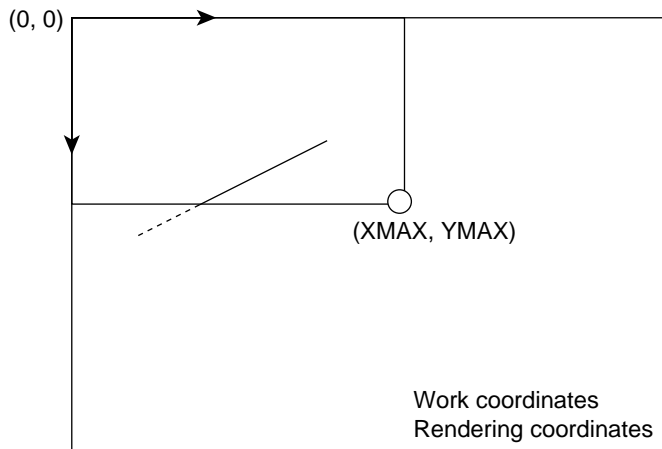 (0, 0)
(XMAX, YMAX)
Work coordinates
Rendering coordinates